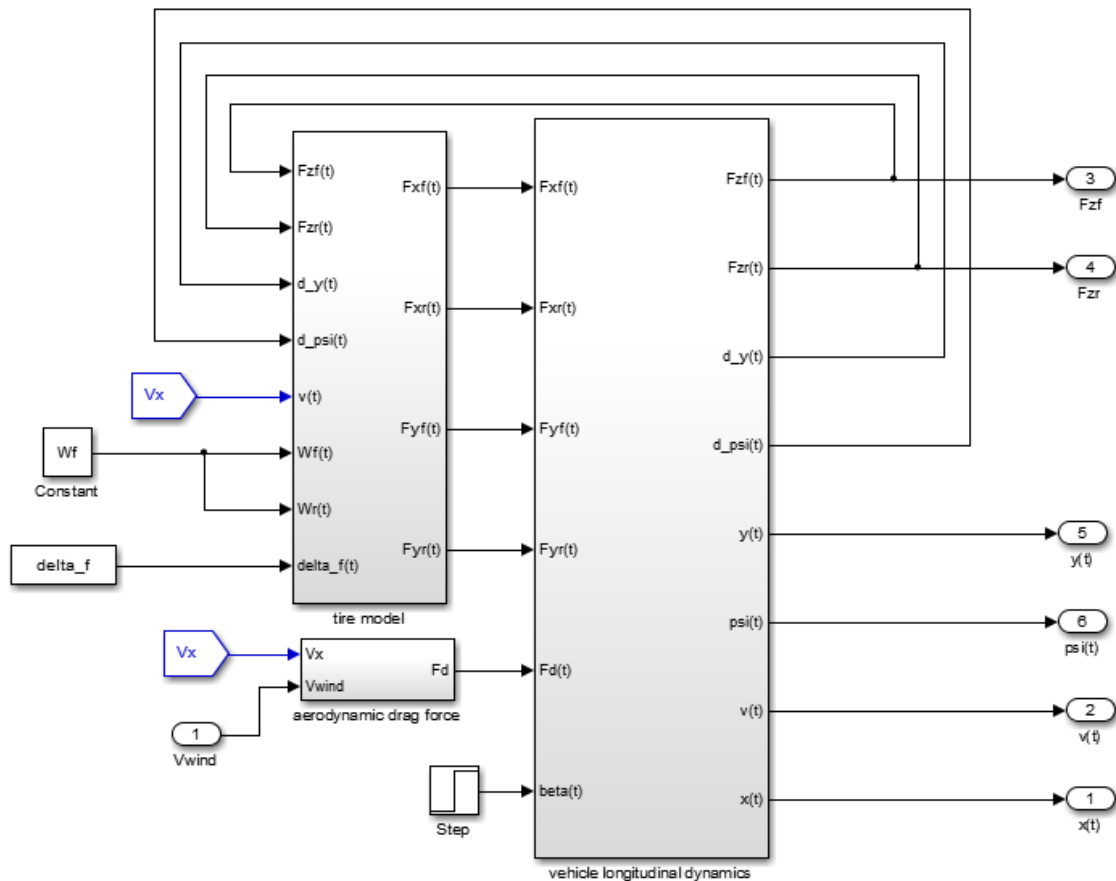 Fzf(t)
Fzr(t)
d_y(t)
d_psi(t)
v(t)
Wf(t)
Wr(t)
delta_f(t)
Fxf(t)
Fxr(t)
Fyf(t)
Fyr(t)
tire model
Vx
Wf
Constant
delta_f
Vx
1
Vwind
Vx
Vwind
Fd
aerodynamic drag force
Step
Fxf(t)
Fxr(t)
Fyf(t)
Fyr(t)
Fd(t)
beta(t)
Fzf(t)
Fzr(t)
d_y(t)
d_psi(t)
y(t)
psi(t)
v(t)
x(t)
vehicle longitudinal dynamics
3
Fzf
4
Fzr
5
y(t)
6
psi(t)
2
v(t)
1
x(t)